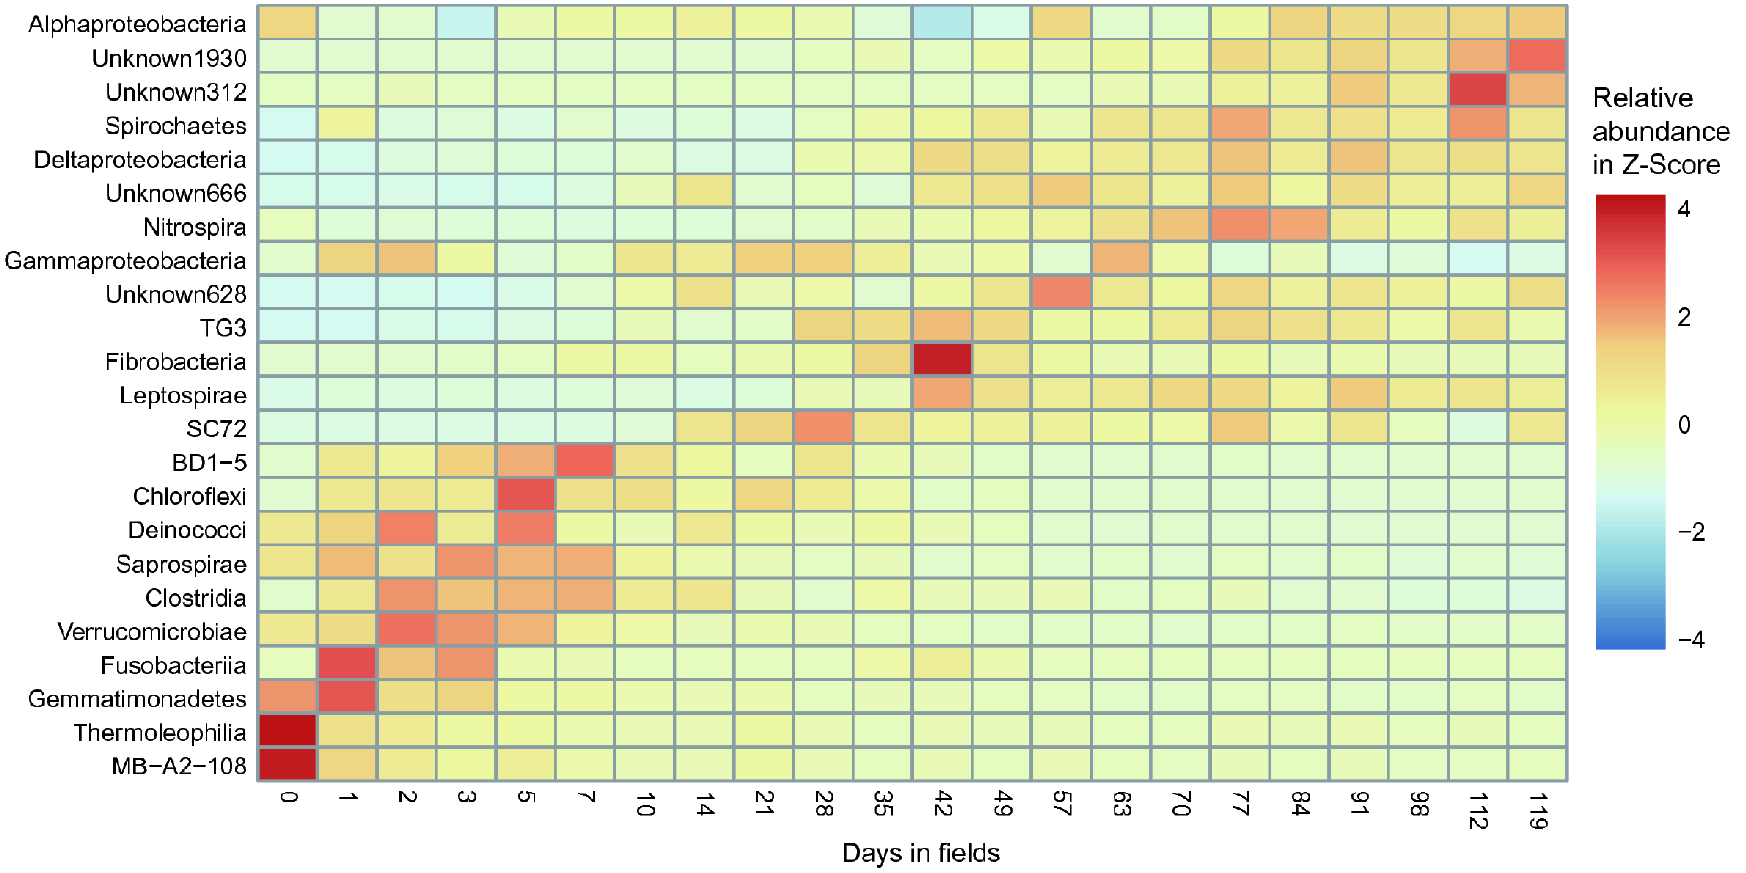 Alphaproteobacteria
Unknown1930
Unknown312
Spirochaetes
Deltaproteobacteria
Unknown666
Nitrospira
Gammaproteobacteria
Unknown628
TG3
Fibrobacteria
Leptospirae
SC72
BD1−5
Chloroflexi
Deinococci
Saprospirae
Clostridia
Verrucomicrobiae
Fusobacteriia
Gemmatimonadetes
Thermoleophilia
MB−A2−108
0 1 2 3 5 7 10 14 21 28 35 42 49 57 63 70 77 84 91 98 112 119
Days in fields
Relative
abundance
in Z-Score
4
2
0
−2
−4